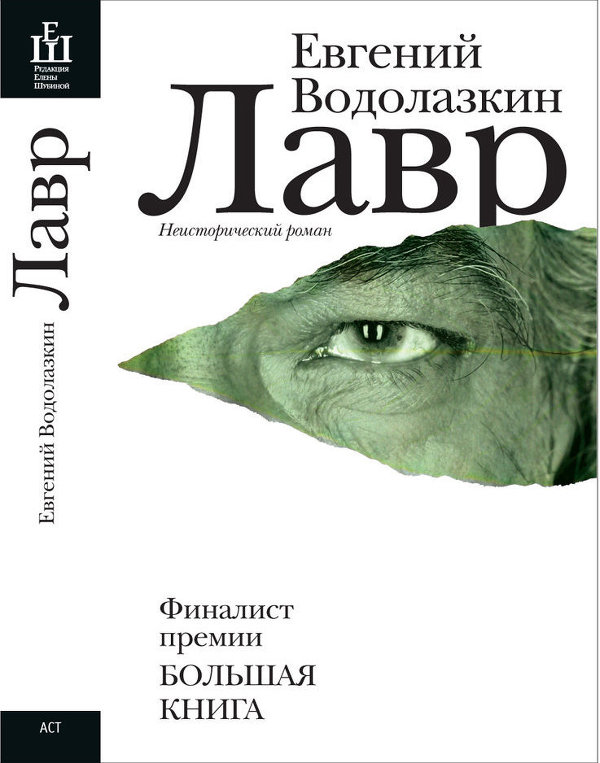 ЕШ
Редакция
Елены
Шубиной
Лавр
Евгений Водолазкин
АСТ
Евгений
Водолазкин
Лавр
Неисторический роман
Финалист
премии
БОЛЬШАЯ
КНИГА